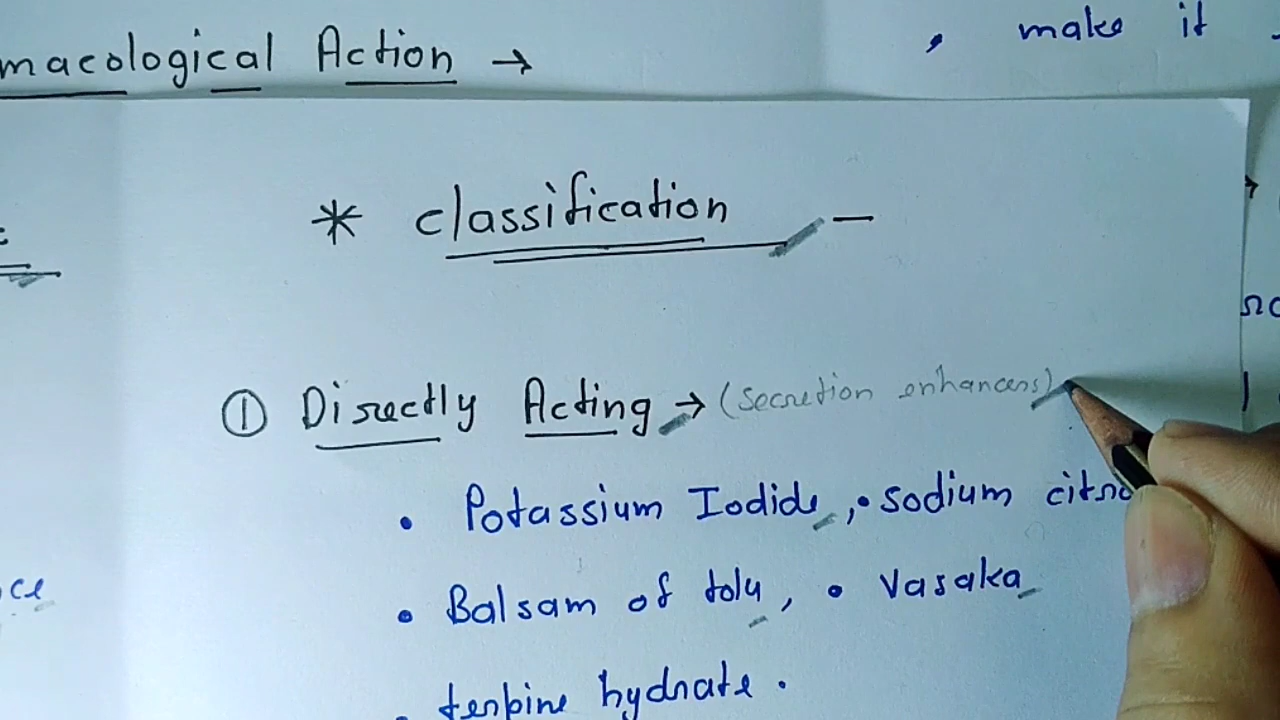 macological Action →
, make it
* classification —
① Directly Acting → (secretion enhancers)
• Potassium Iodide, • sodium citra
• Balsam of tolu, • Vasaka
ce
• terpine hydrate.